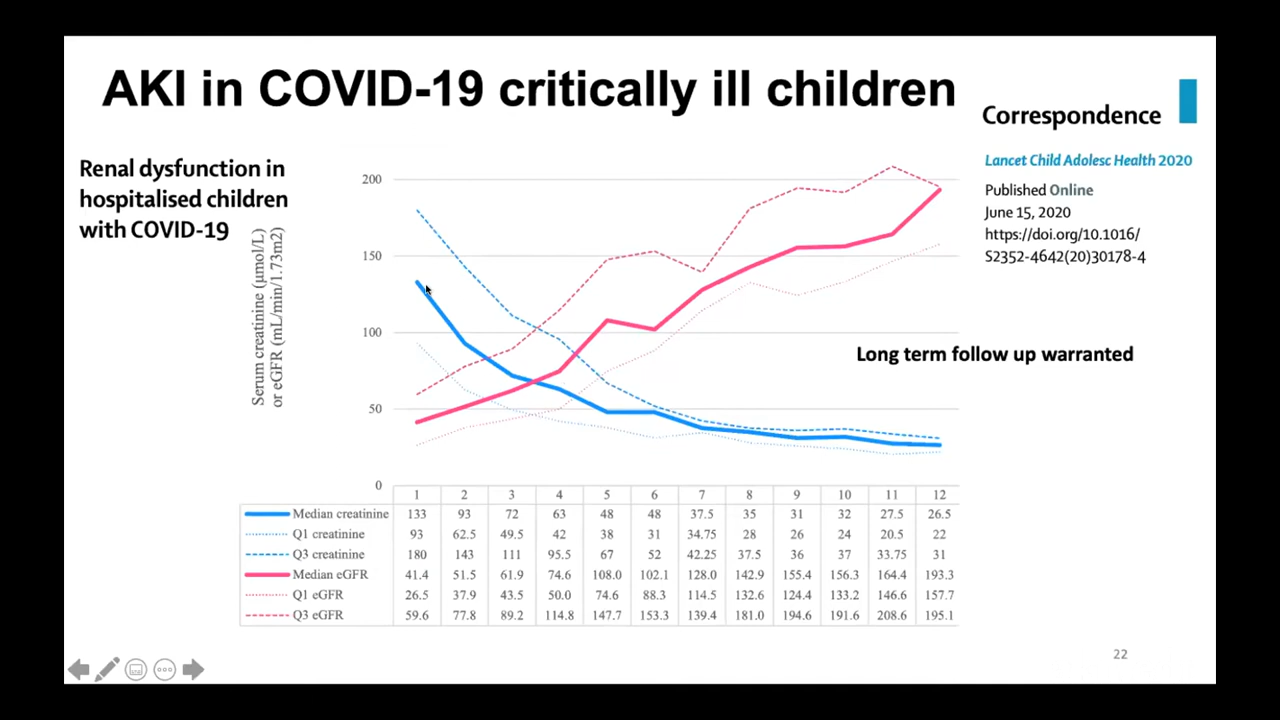 AKI in COVID-19 critically ill children
Correspondence
Lancet Child Adolesc Health 2020
Published Online
June 15, 2020
https://doi.org/10.1016/
S2352-4642(20)30178-4
Renal dysfunction in
hospitalised children
with COVID-19
Serum creatinine (μmol/L)
or eGFR (mL/min/1.73m2)
200
150
100
50
0
Long term follow up warranted
1 2 3 4 5 6 7 8 9 10 11 12
Median creatinine 133 93 72 63 48 48 37.5 35 31 32 27.5 26.5
Q1 creatinine 93 62.5 49.5 42 38 31 34.75 28 26 24 20.5 22
Q3 creatinine 180 143 111 95.5 67 52 42.25 37.5 36 37 33.75 31
Median eGFR 41.4 51.5 61.9 74.6 108.0 102.1 128.0 142.9 155.4 156.3 164.4 193.3
Q1 eGFR 26.5 37.9 43.5 50.0 74.6 88.3 114.5 132.6 124.4 133.2 146.6 157.7
Q3 eGFR 59.6 77.8 89.2 114.8 147.7 153.3 139.4 181.0 194.6 191.6 208.6 195.1
22